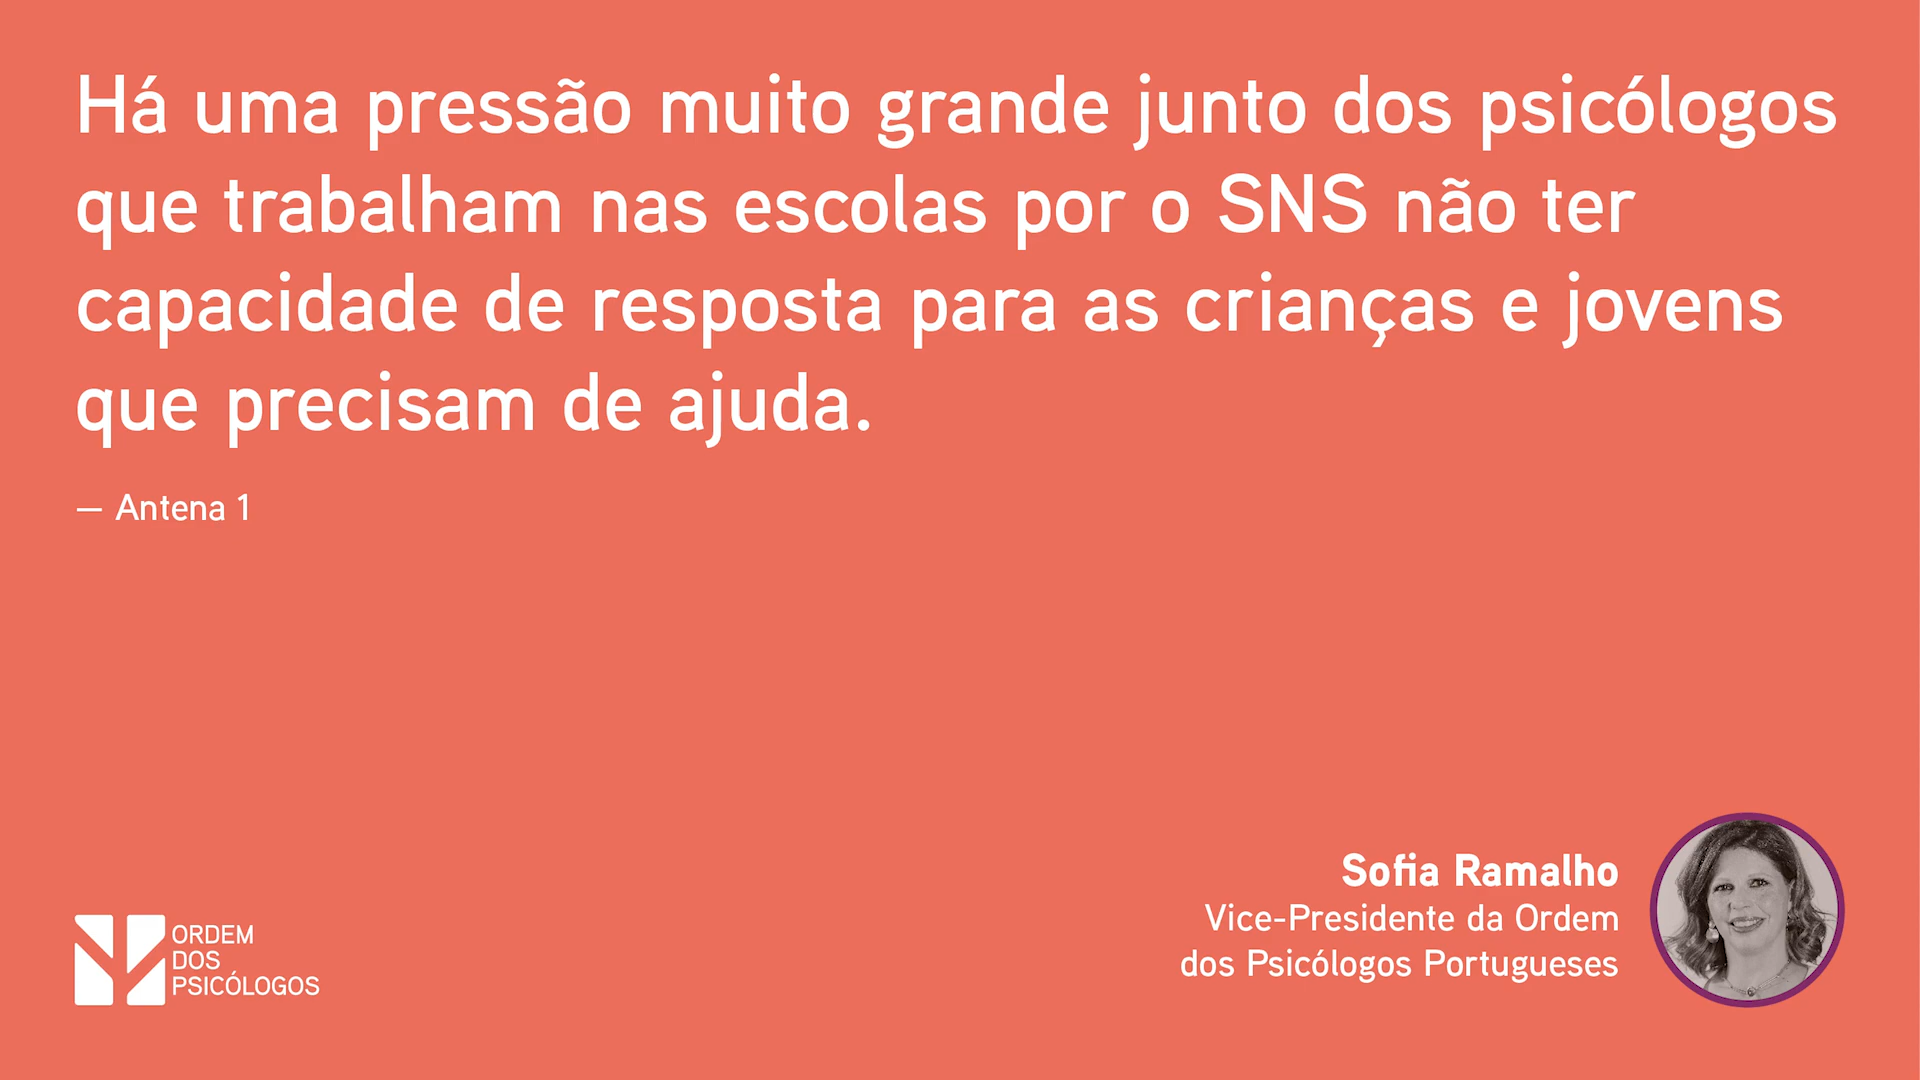 Há uma pressão muito grande junto dos psicólogos
que trabalham nas escolas por o SNS não ter
capacidade de resposta para as crianças e jovens
que precisam de ajuda.
— Antena 1
Sofia Ramalho
Vice-Presidente da Ordem
dos Psicólogos Portugueses
ORDEM
DOS
PSICÓLOGOS